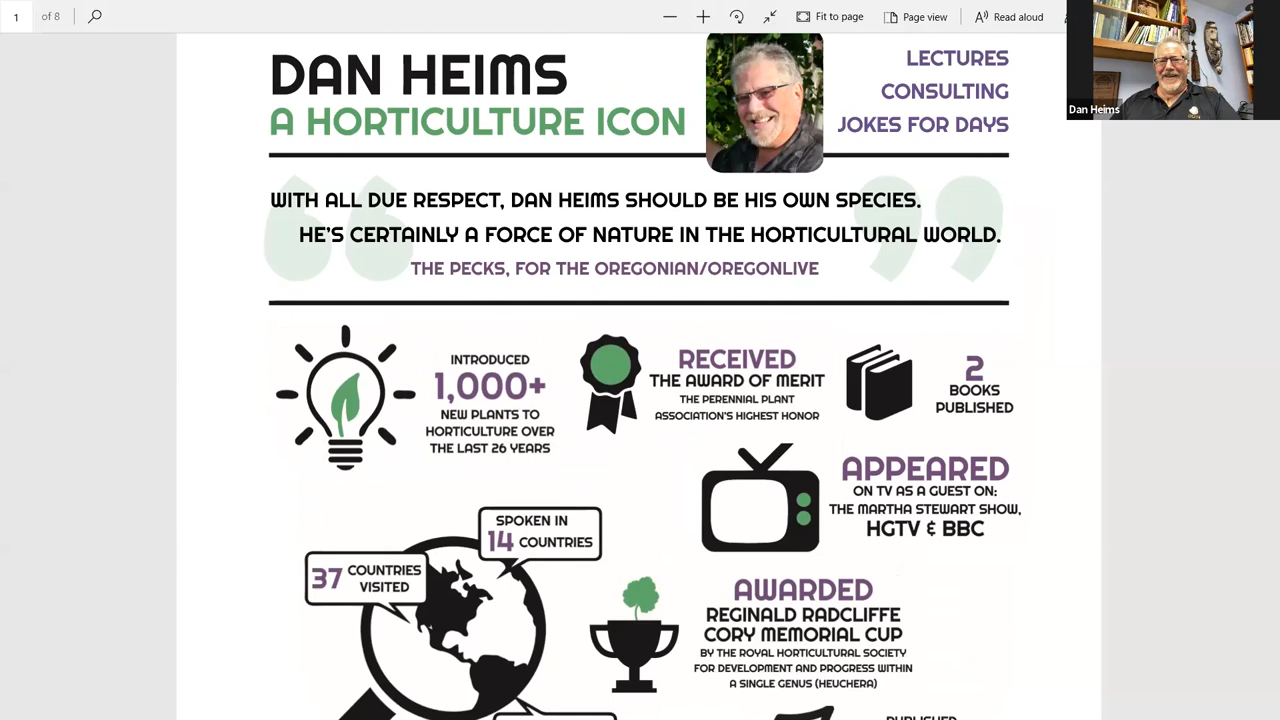 1 of 8
Fit to page
Page view
Read aloud
Dan Heims
DAN HEIMS
A HORTICULTURE ICON
LECTURES
CONSULTING
JOKES FOR DAYS
WITH ALL DUE RESPECT, DAN HEIMS SHOULD BE HIS OWN SPECIES.
HE'S CERTAINLY A FORCE OF NATURE IN THE HORTICULTURAL WORLD.
THE PECKS, FOR THE OREGONIAN/OREGONLIVE
INTRODUCED
1,000+
NEW PLANTS TO
HORTICULTURE OVER
THE LAST 26 YEARS
RECEIVED
THE AWARD OF MERIT
THE PERENNIAL PLANT
ASSOCIATION'S HIGHEST HONOR
2
BOOKS
PUBLISHED
APPEARED
ON TV AS A GUEST ON:
THE MARTHA STEWART SHOW,
HGTV & BBC
SPOKEN IN
14 COUNTRIES
37 COUNTRIES
VISITED
AWARDED
REGINALD RADCLIFFE
CORY MEMORIAL CUP
BY THE ROYAL HORTICULTURAL SOCIETY
FOR DEVELOPMENT AND PROGRESS WITHIN
A SINGLE GENUS (HEUCHERA)
PUBLISHED